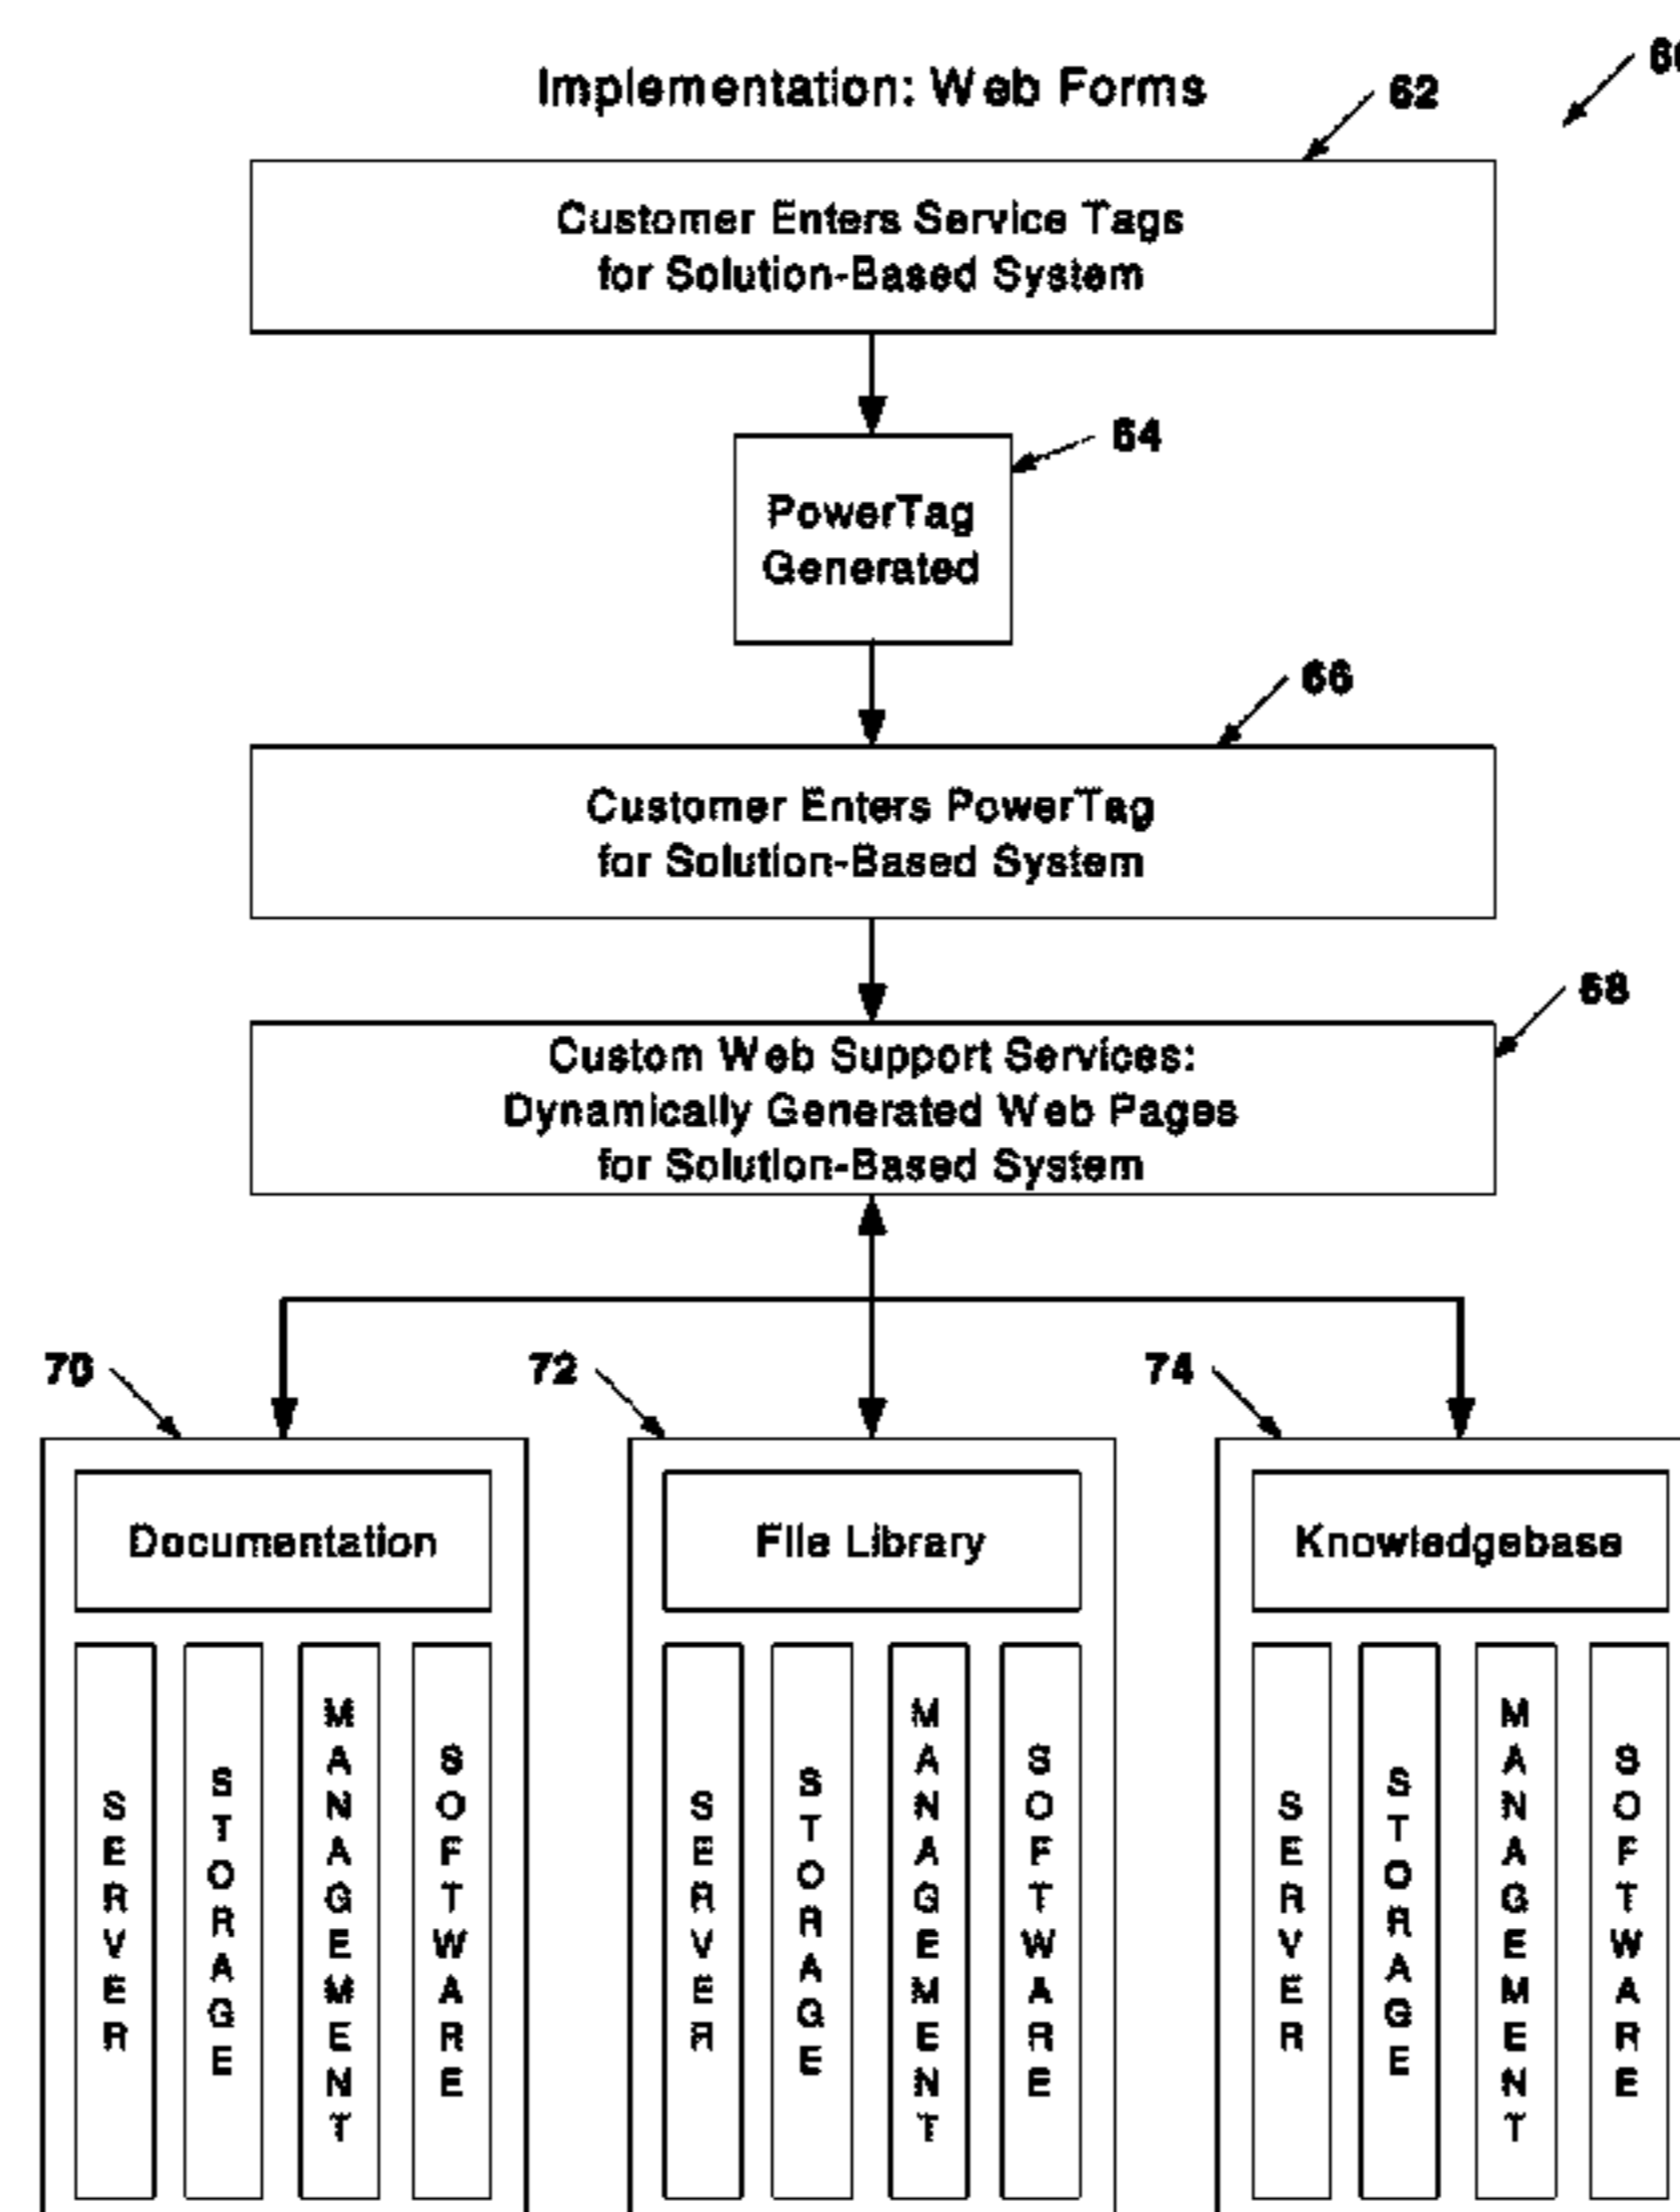 Implementation: Web Forms
62
Customer Enters Service Tags
for Solution-Based System
64
PowerTag
Generated
66
Customer Enters PowerTag
for Solution-Based System
68
Custom Web Support Services:
Dynamically Generated Web Pages
for Solution-Based System
70
72
74
Documentation
File Library
Knowledgebase
SERVER
STORAGE
MANAGEMENT
SOFTWARE
SERVER
STORAGE
MANAGEMENT
SOFTWARE
SERVER
STORAGE
MANAGEMENT
SOFTWARE